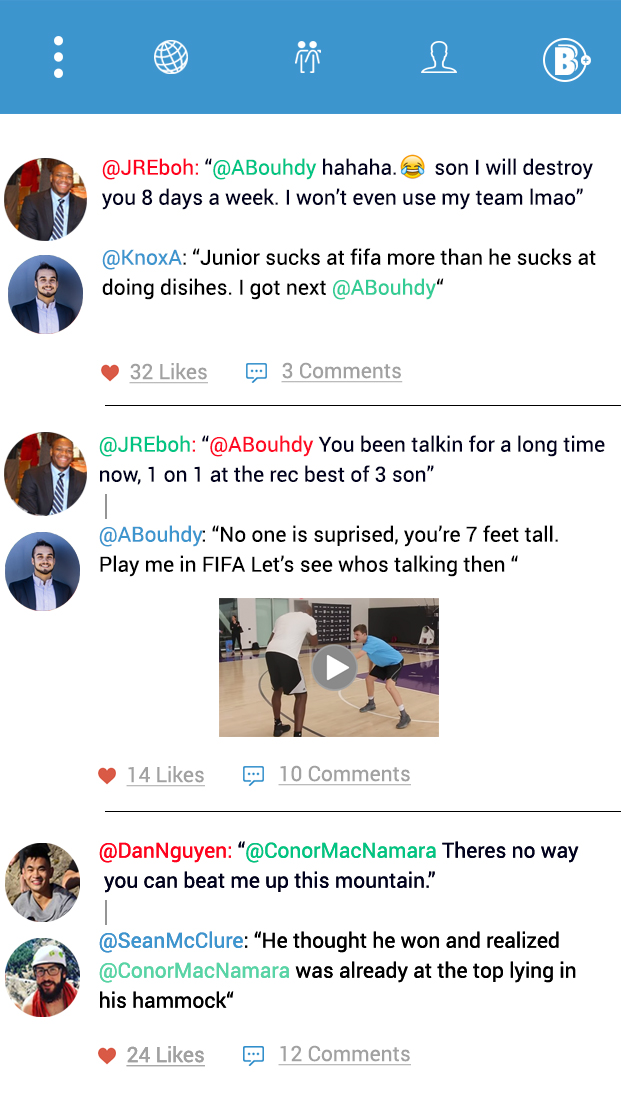 B
@JREboh: “@ABouhdy hahaha.😂 son I will destroy
you 8 days a week. I won’t even use my team lmao”
@KnoxA: “Junior sucks at fifa more than he sucks at
doing disihes. I got next @ABouhdy“
32 Likes 3 Comments
@JREboh: “@ABouhdy You been talkin for a long time
now, 1 on 1 at the rec best of 3 son”
@ABouhdy: “No one is suprised, you’re 7 feet tall.
Play me in FIFA Let’s see whos talking then “
14 Likes 10 Comments
@DanNguyen: “@ConorMacNamara Theres no way
you can beat me up this mountain.”
@SeanMcClure: “He thought he won and realized
@ConorMacNamara was already at the top lying in
his hammock“
24 Likes 12 Comments